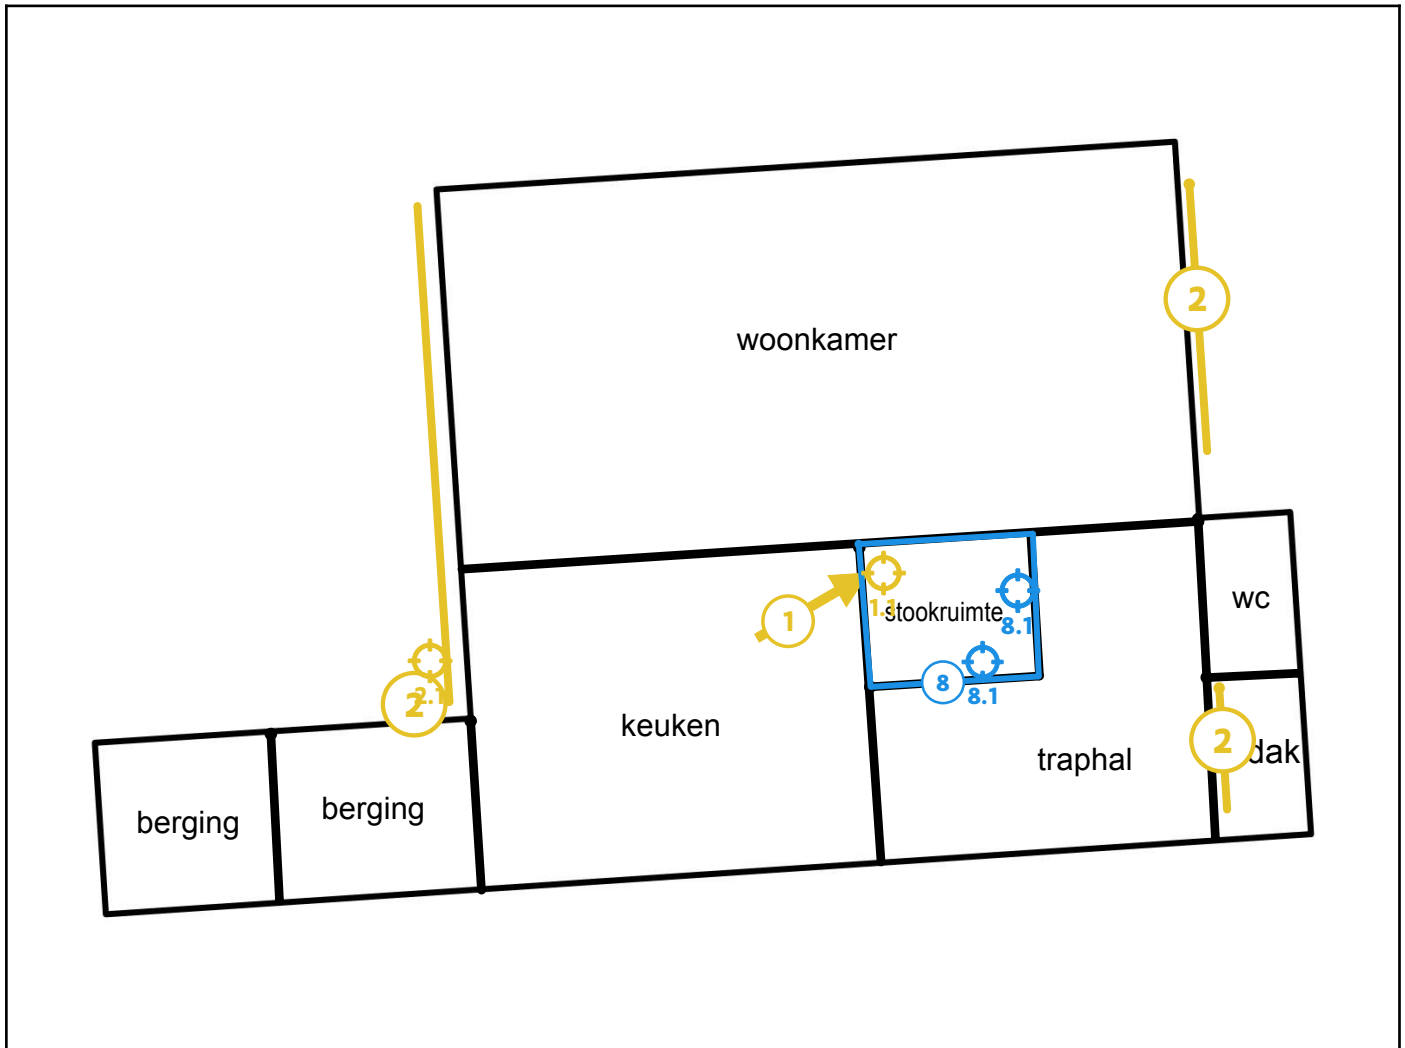 2
woonkamer
1
1.1
stookruimte
8.1
wc
8
8.1
2.1
2
keuken
2
dak
traphal
berging
berging